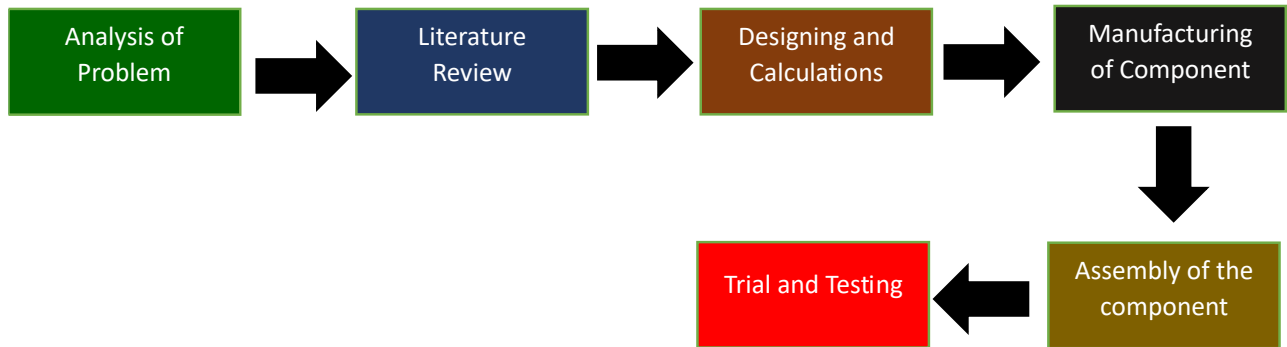 Analysis of
Problem
Literature
Review
Designing and
Calculations
Manufacturing
of Component
Assembly of the
component
Trial and Testing